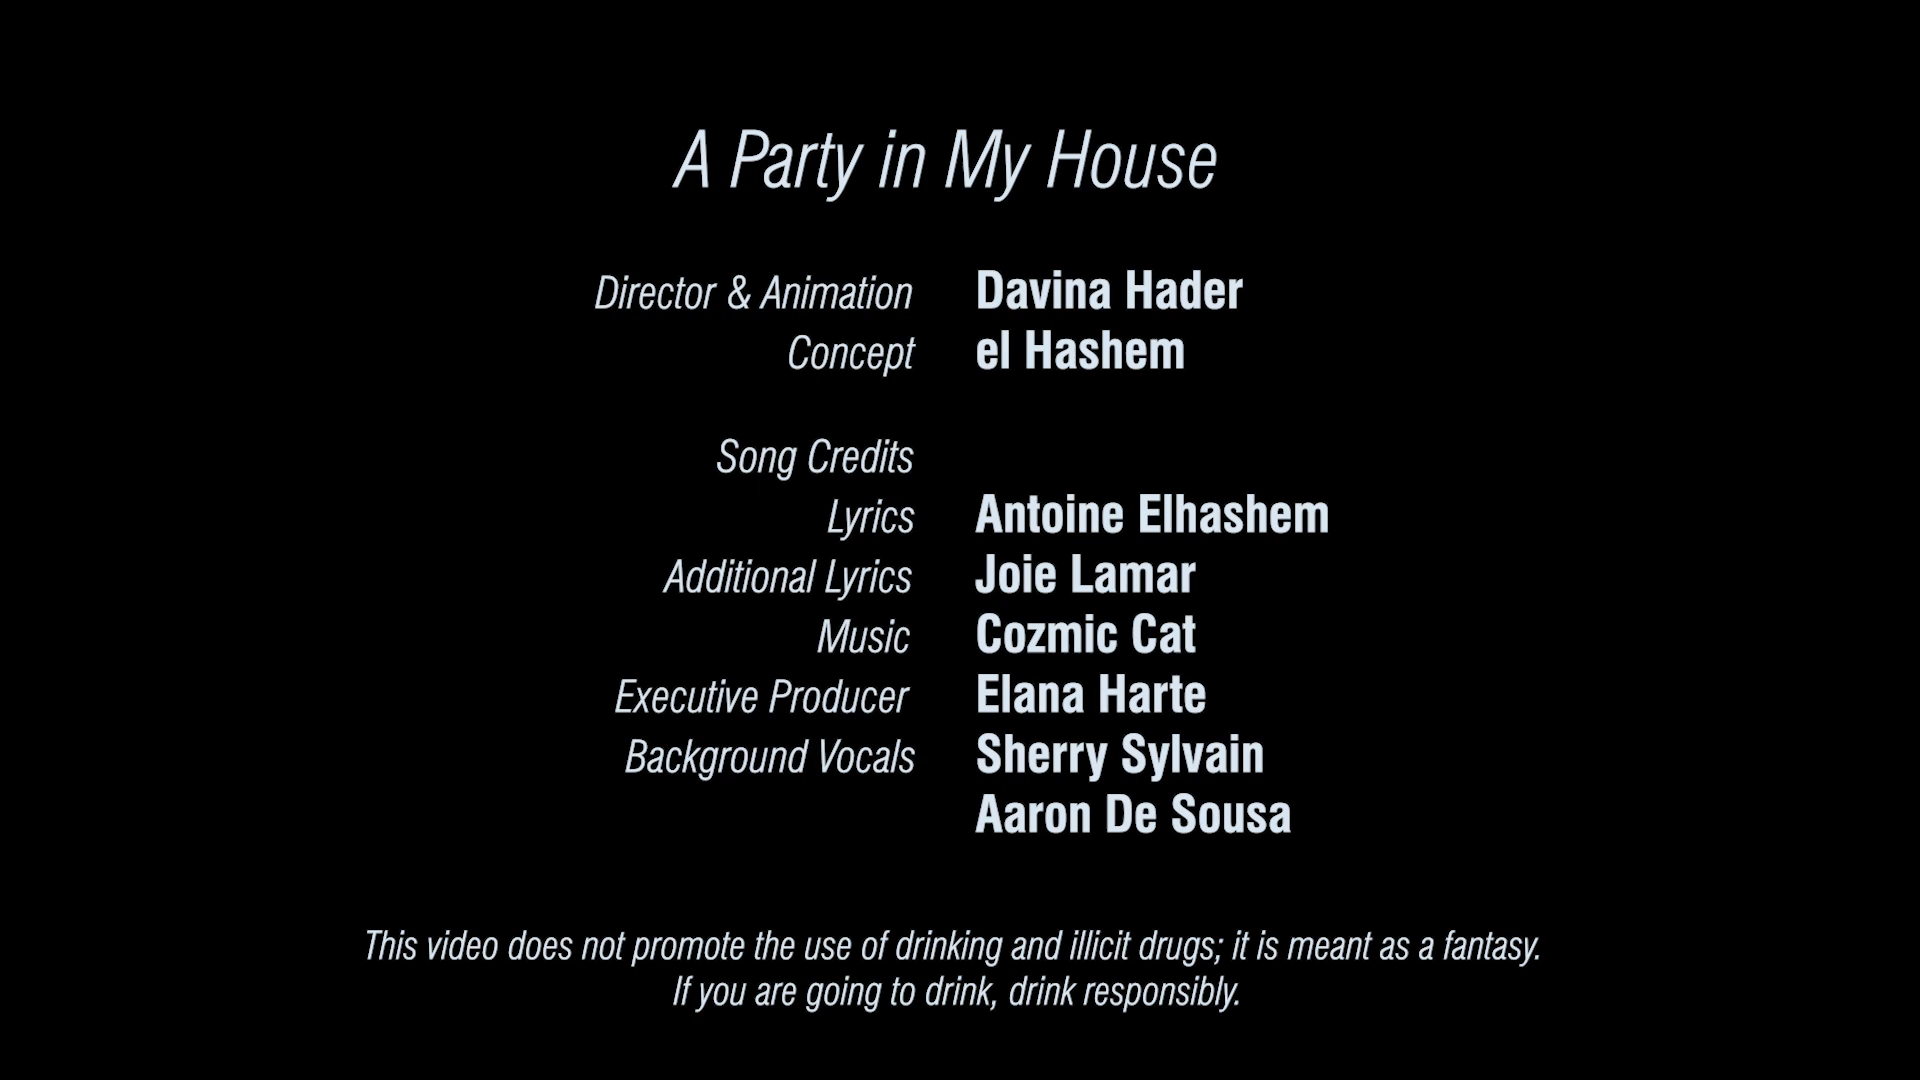 A Party in My House
Director & Animation Davina Hader
Concept el Hashem
Song Credits
Lyrics Antoine Elhashem
Additional Lyrics Joie Lamar
Music Cozmic Cat
Executive Producer Elana Harte
Background Vocals Sherry Sylvain
Aaron De Sousa
This video does not promote the use of drinking and illicit drugs; it is meant as a fantasy.
If you are going to drink, drink responsibly.